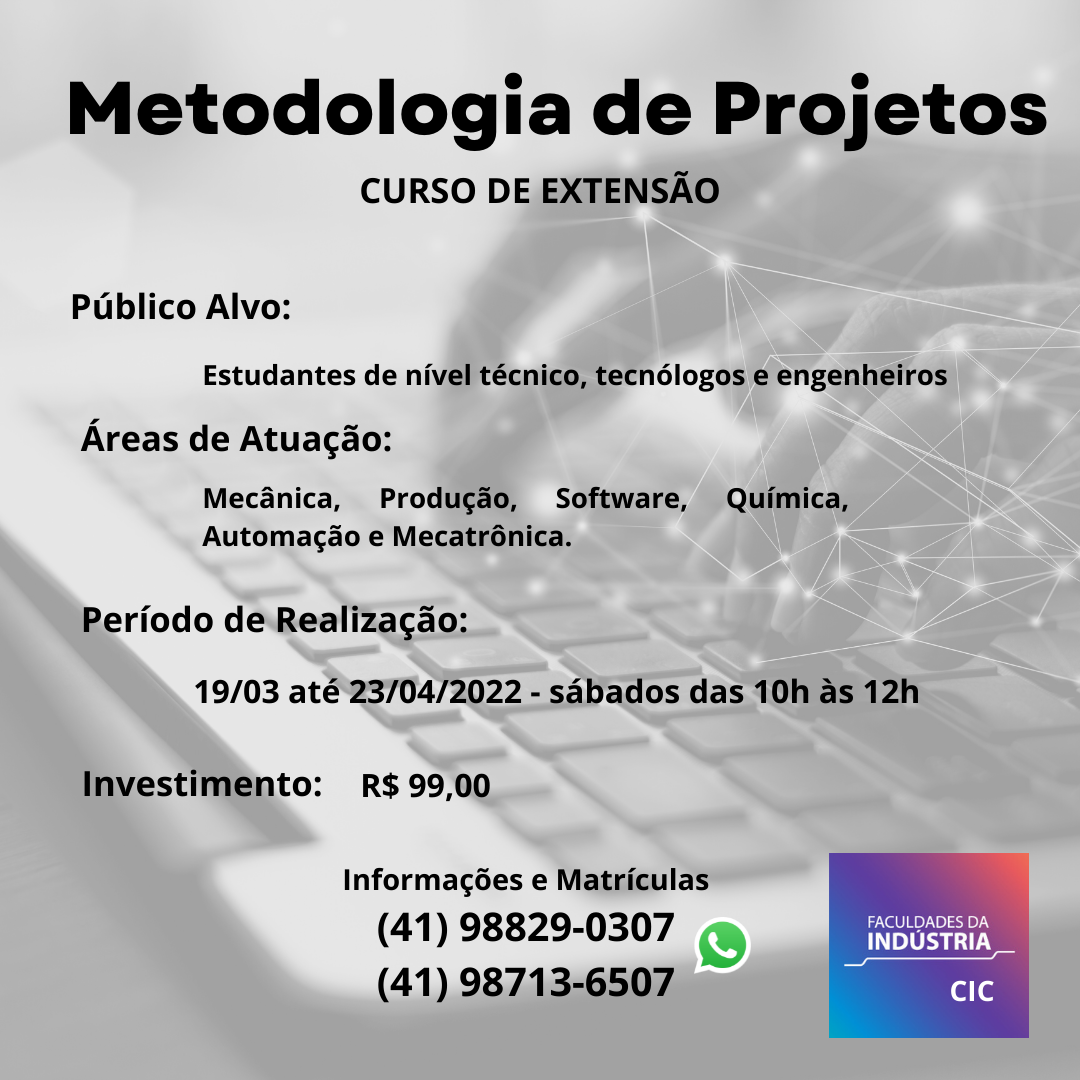 Metodologia de Projetos
CURSO DE EXTENSÃO
Público Alvo:
Estudantes de nível técnico, tecnólogos e engenheiros
Áreas de Atuação:
Mecânica, Produção, Software, Química,
Automação e Mecatrônica.
Período de Realização:
19/03 até 23/04/2022 - sábados das 10h às 12h
Investimento: R$ 99,00
Informações e Matrículas
(41) 98829-0307
(41) 98713-6507
FACULDADES DA
INDÚSTRIA
CIC